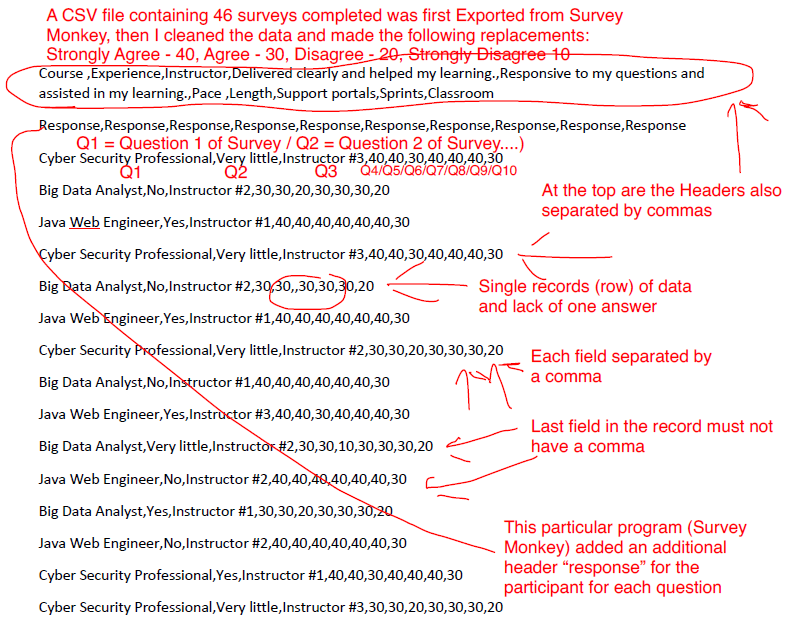 A CSV file containing 46 surveys completed was first Exported from Survey
Monkey, then I cleaned the data and made the following replacements:
Strongly Agree - 40, Agree - 30, Disagree - 20, Strongly Disagree 10
Course ,Experience,Instructor,Delivered clearly and helped my learning.,Responsive to my questions and
assisted in my learning.,Pace ,Length,Support portals,Sprints,Classroom
Response,Response,Response,Response,Response,Response,Response,Response,Response,Response
Q1 = Question 1 of Survey / Q2 = Question 2 of Survey....)
Cyber Security Professional,Very little,Instructor #3,40,40,30,40,40,40,30
Q1 Q2 Q3 Q4/Q5/Q6/Q7/Q8/Q9/Q10
Big Data Analyst,No,Instructor #2,30,30,20,30,30,30,20
At the top are the Headers also
separated by commas
Java Web Engineer,Yes,Instructor #1,40,40,40,40,40,40,30
Cyber Security Professional,Very little,Instructor #3,40,40,30,40,40,40,30
Big Data Analyst,No,Instructor #2,30,30,,30,30,30,20
Single records (row) of data
and lack of one answer
Java Web Engineer,Yes,Instructor #1,40,40,40,40,40,40,30
Cyber Security Professional,Very little,Instructor #2,30,30,20,30,30,30,20
Each field separated by
a comma
Big Data Analyst,No,Instructor #1,40,40,40,40,40,40,30
Java Web Engineer,Yes,Instructor #3,40,40,30,40,40,40,30
Last field in the record must not
have a comma
Big Data Analyst,Very little,Instructor #2,30,30,10,30,30,30,20
Java Web Engineer,No,Instructor #2,40,40,40,40,40,40,30
Big Data Analyst,Yes,Instructor #1,30,30,20,30,30,30,20
This particular program (Survey
Monkey) added an additional
header “response” for the
participant for each question
Java Web Engineer,No,Instructor #2,40,40,40,40,40,40,30
Cyber Security Professional,Yes,Instructor #1,40,40,30,40,40,40,30
Cyber Security Professional,Very little,Instructor #3,30,30,20,30,30,30,20